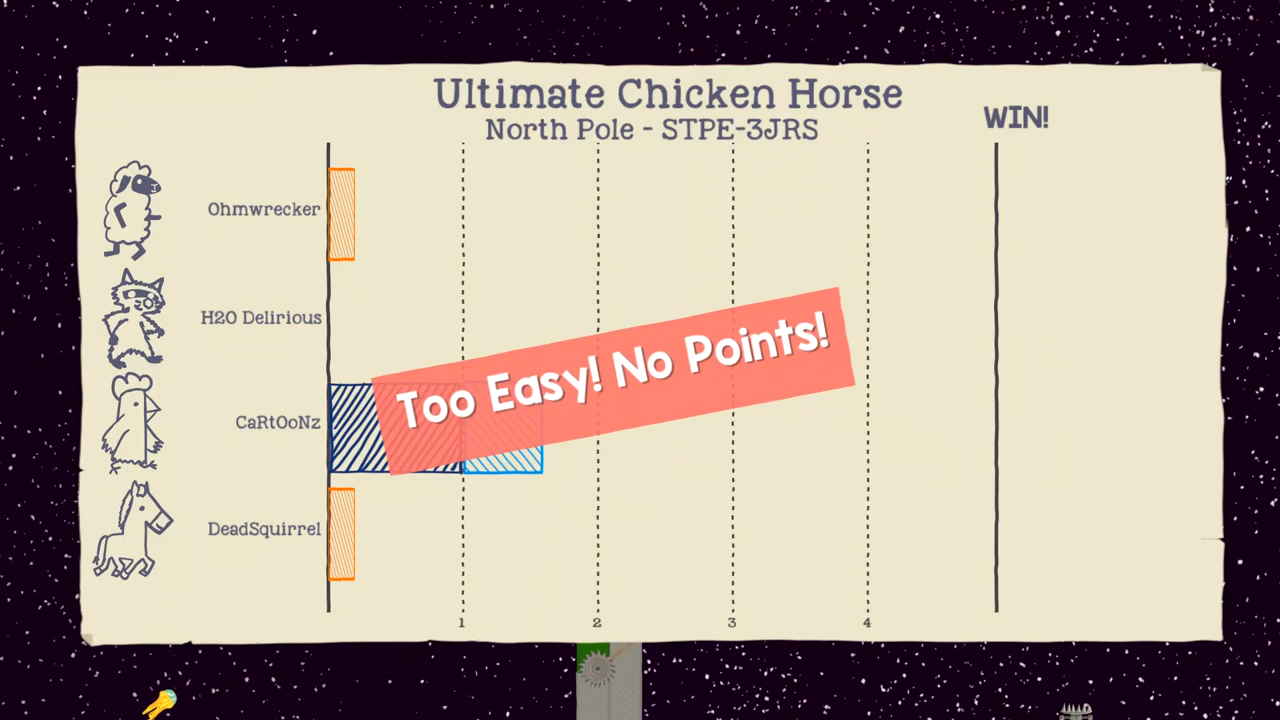 Ultimate Chicken Horse
North Pole - STPE-3JRS
WIN!
Ohmwrecker
H2O Delirious
Too Easy! No Points!
CaRtOoNz
DeadSquirrel
1 2 3 4